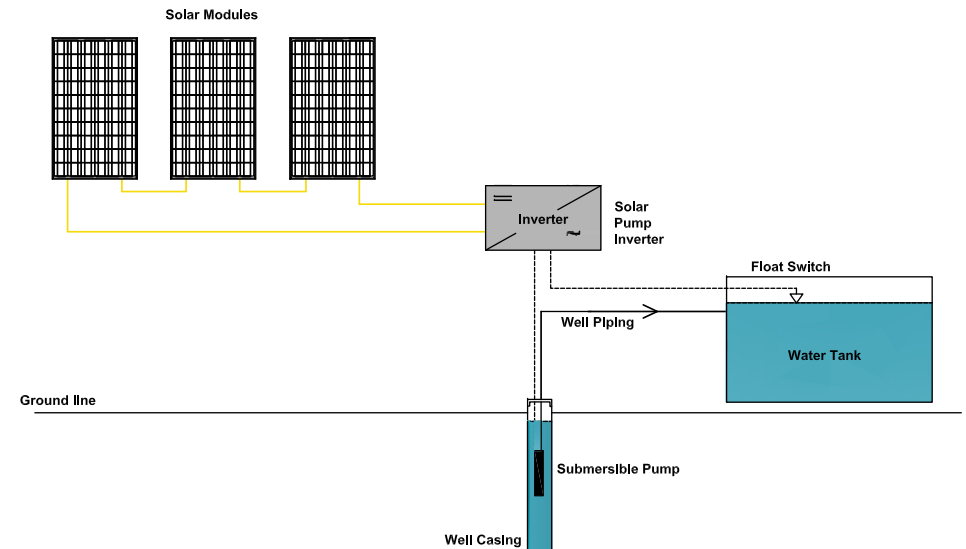 Solar Modules
Inverter
Solar
Pump
Inverter
Float Switch
Well Piping
Water Tank
Ground line
Submersible Pump
Well Casing